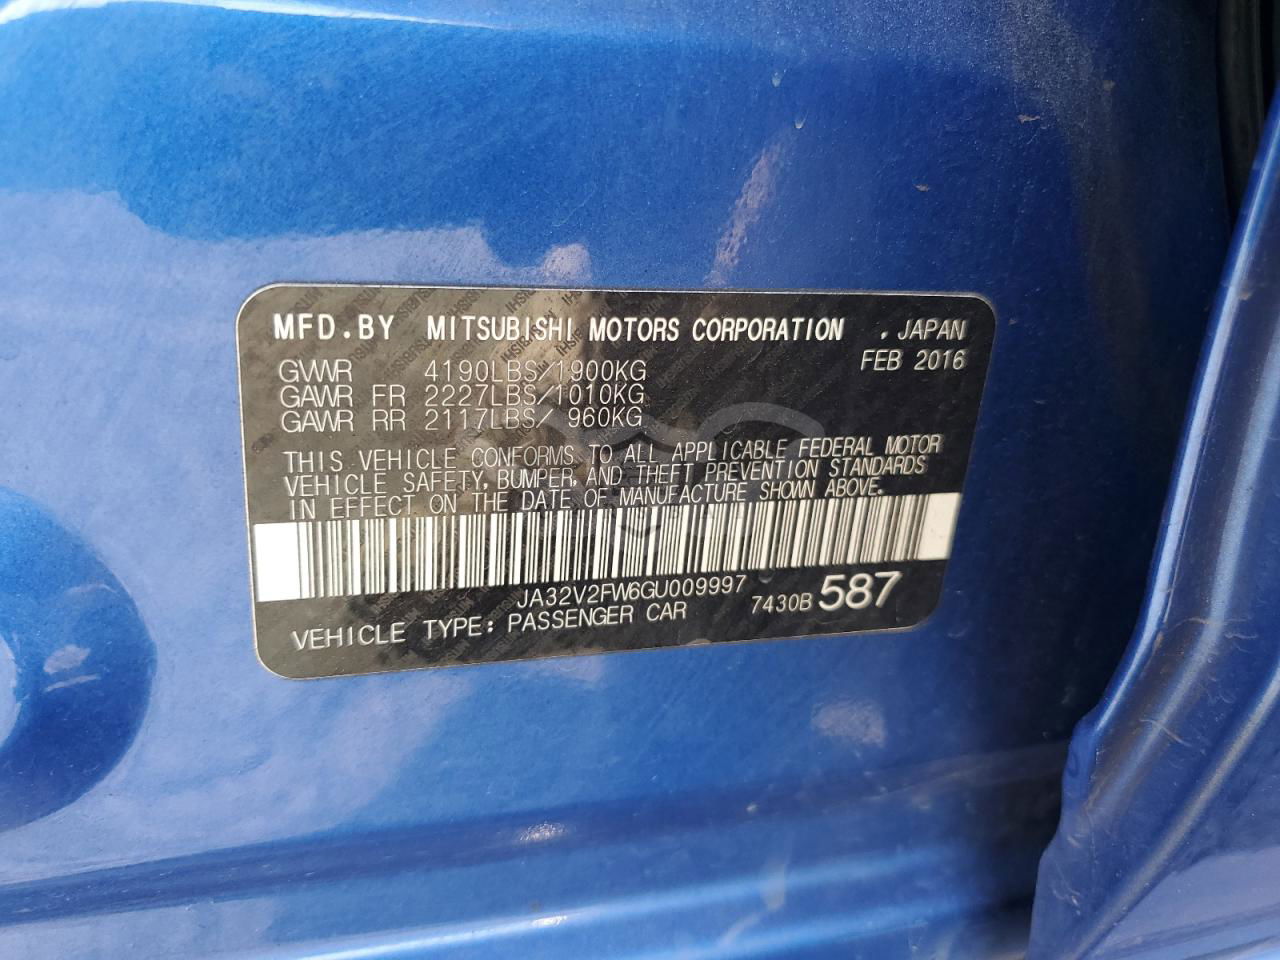 MFD.BY MITSUBISHI MOTORS CORPORATION . JAPAN
FEB 2016
GVWR 4190LBS/1900KG
GAWR FR 2227LBS/1010KG
GAWR RR 2117LBS/ 960KG
THIS VEHICLE CONFORMS TO ALL APPLICABLE FEDERAL MOTOR
VEHICLE SAFETY, BUMPER, AND THEFT PREVENTION STANDARDS
IN EFFECT ON THE DATE OF MANUFACTURE SHOWN ABOVE.
JA32V2FW6GU009997
7430B 587
VEHICLE TYPE: PASSENGER CAR